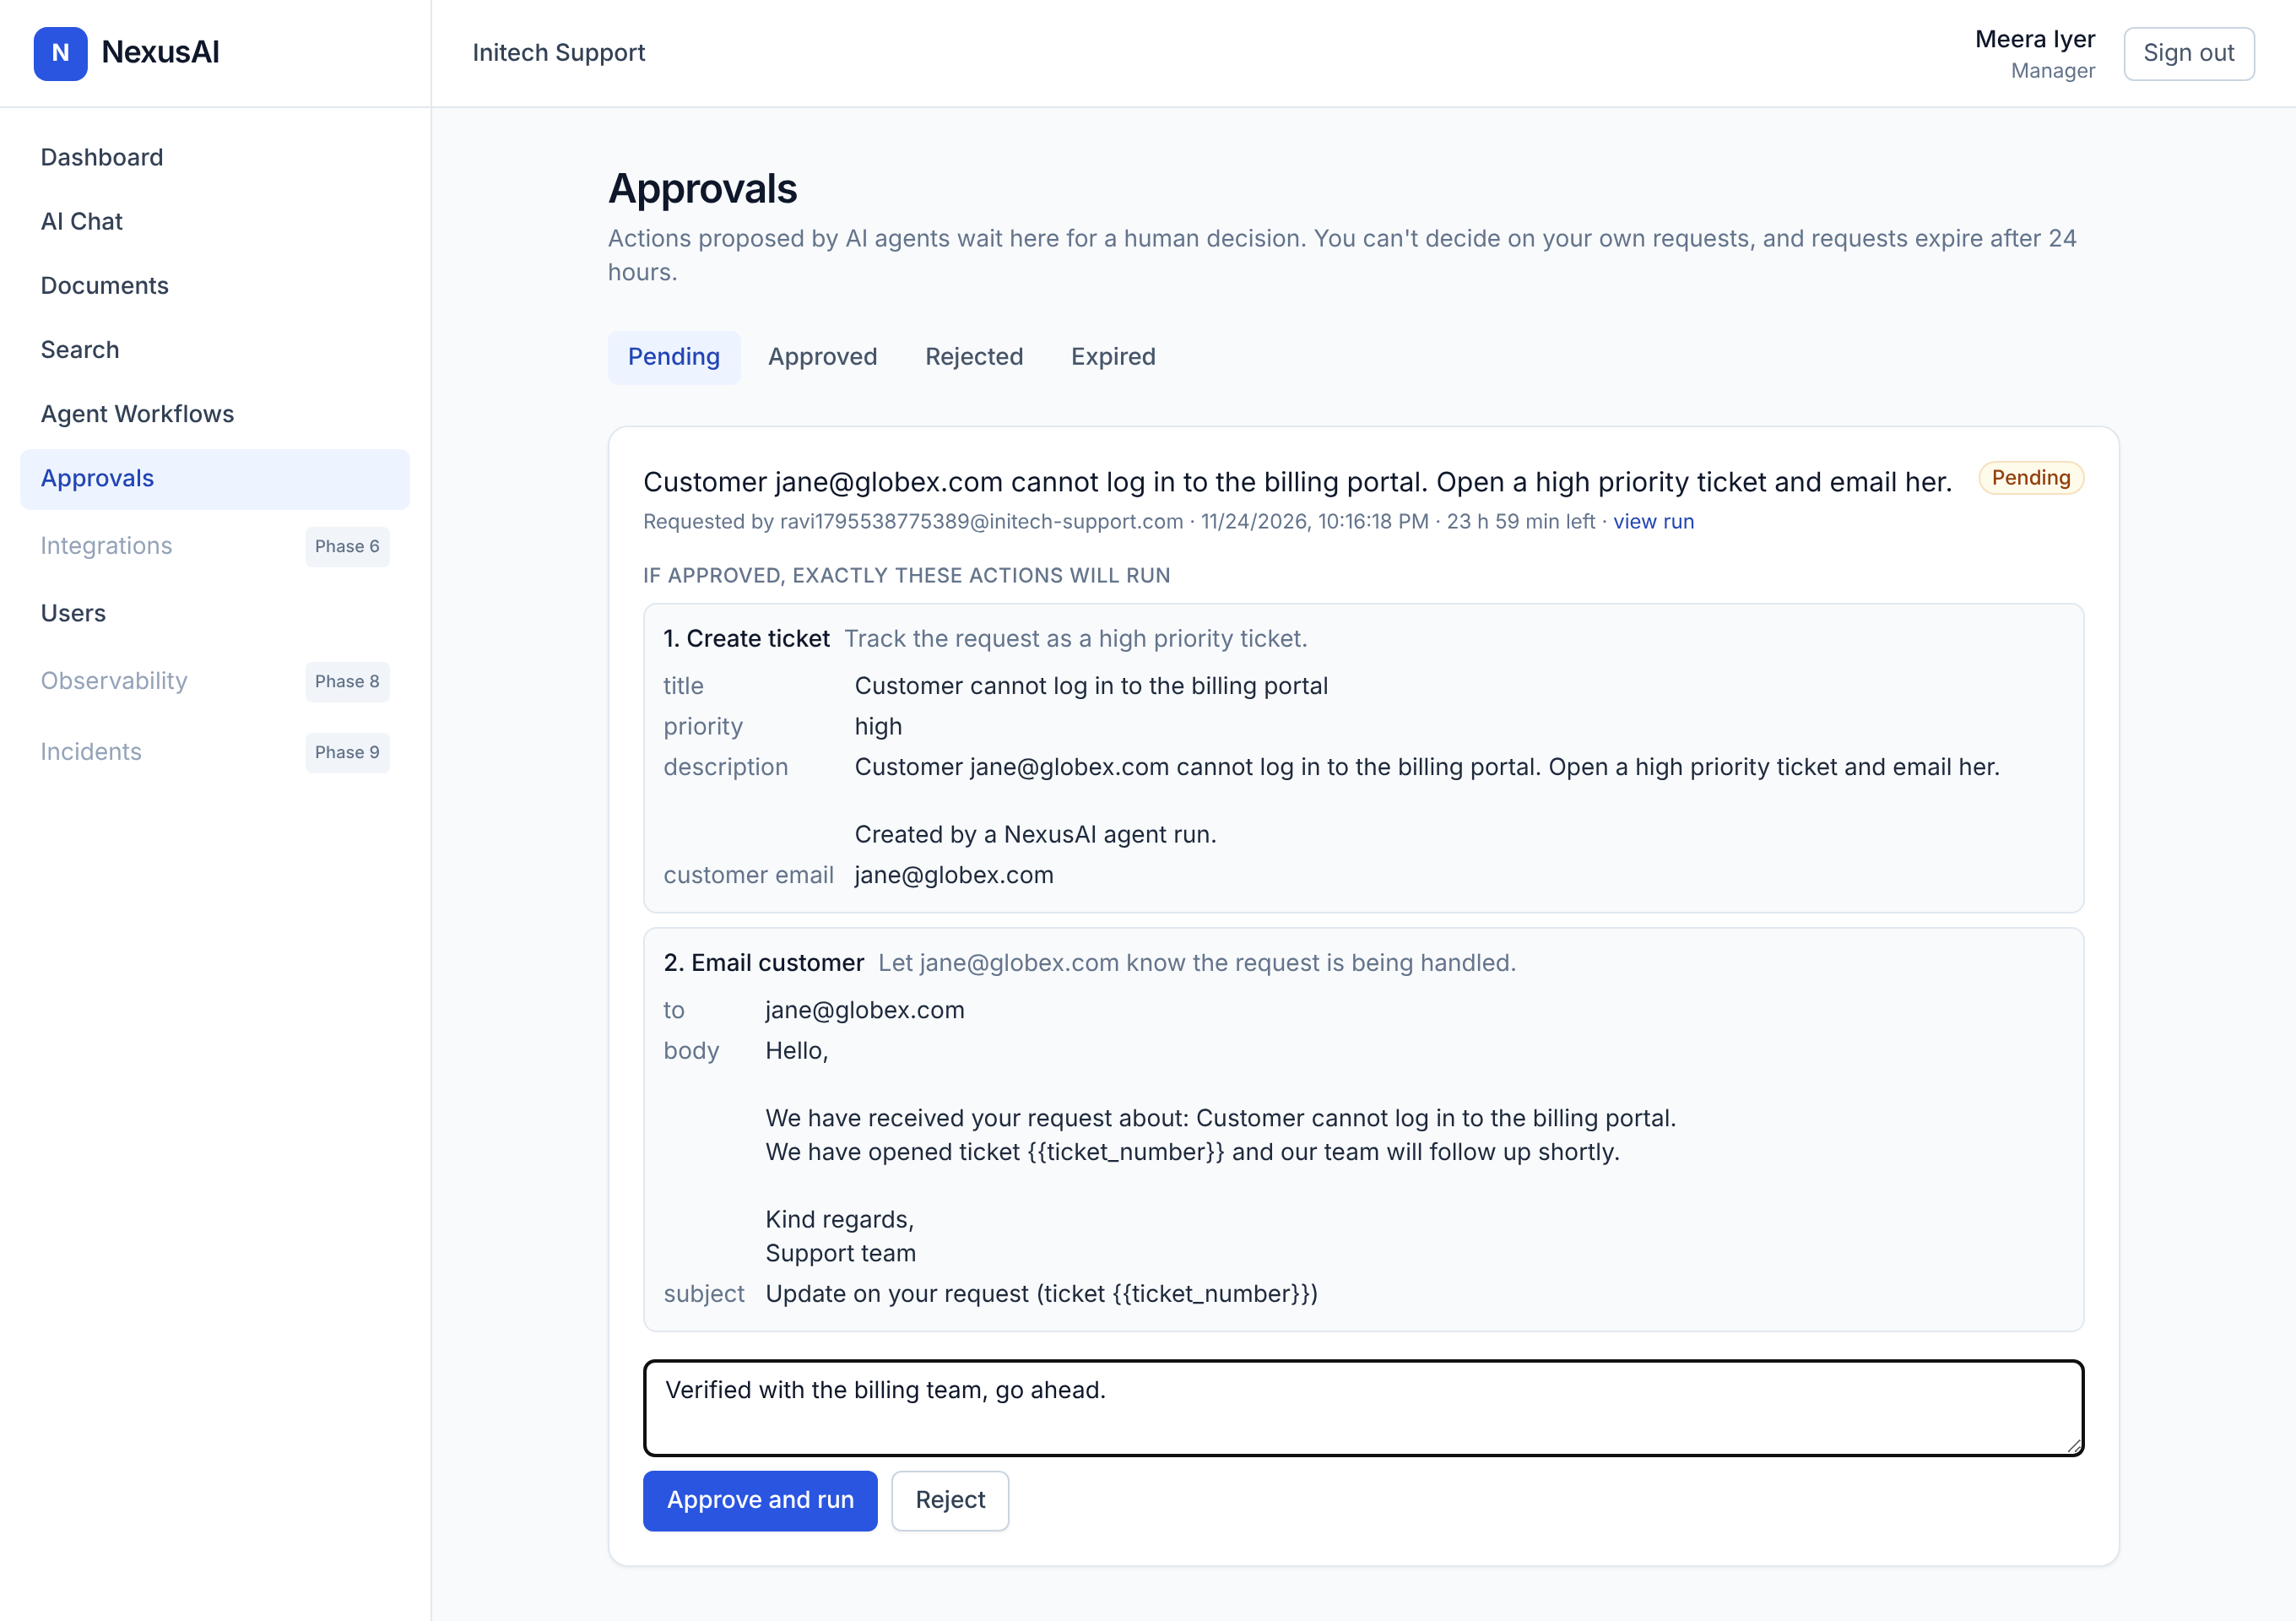 N NexusAI
Initech Support
Meera Iyer
Manager
Sign out
Dashboard
AI Chat
Documents
Search
Agent Workflows
Approvals
Integrations Phase 6
Users
Observability Phase 8
Incidents Phase 9
Approvals
Actions proposed by AI agents wait here for a human decision. You can't decide on your own requests, and requests expire after 24
hours.
Pending Approved Rejected Expired
Customer jane@globex.com cannot log in to the billing portal. Open a high priority ticket and email her. Pending
Requested by ravi1795538775389@initech-support.com · 11/24/2026, 10:16:18 PM · 23 h 59 min left · view run
IF APPROVED, EXACTLY THESE ACTIONS WILL RUN
1. Create ticket Track the request as a high priority ticket.
title Customer cannot log in to the billing portal
priority high
description Customer jane@globex.com cannot log in to the billing portal. Open a high priority ticket and email her.
Created by a NexusAI agent run.
customer email jane@globex.com
2. Email customer Let jane@globex.com know the request is being handled.
to jane@globex.com
body Hello,
We have received your request about: Customer cannot log in to the billing portal.
We have opened ticket {{ticket_number}} and our team will follow up shortly.
Kind regards,
Support team
subject Update on your request (ticket {{ticket_number}})
Verified with the billing team, go ahead.
Approve and run Reject